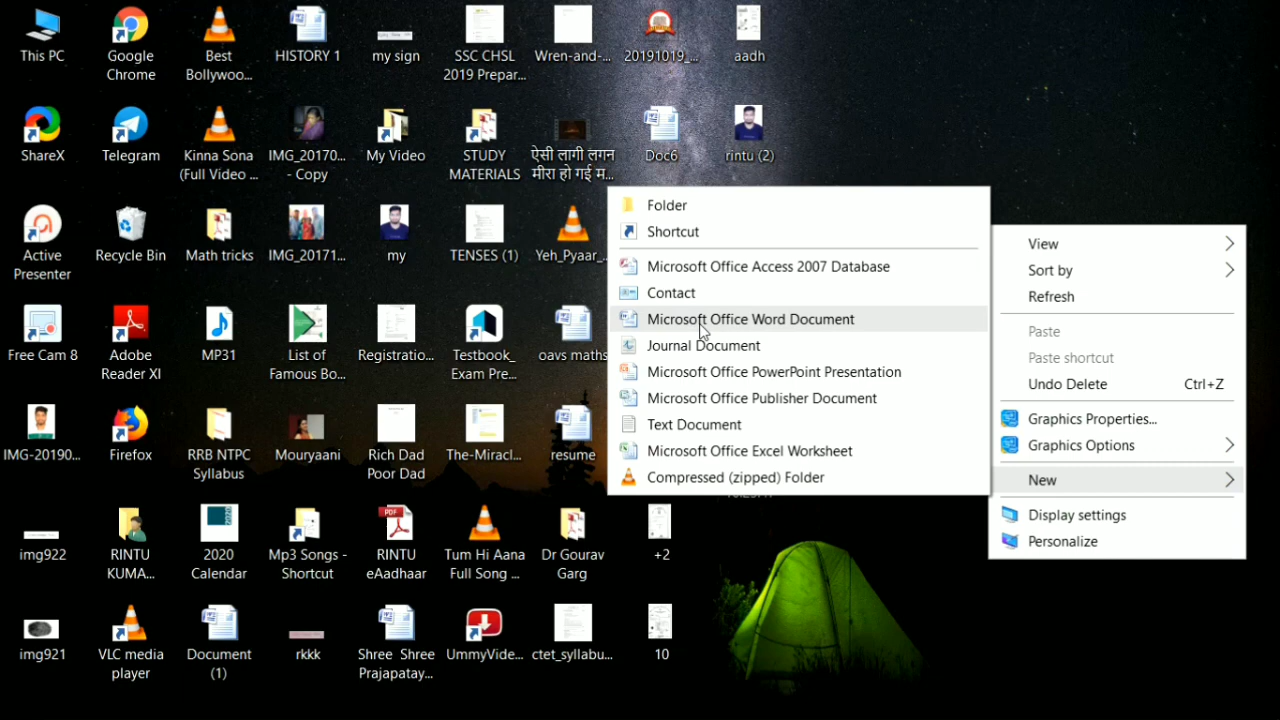 This PC
Google
Chrome
Best
Bollywoo...
HISTORY 1
my sign
SSC CHSL
2019 Prepar...
Wren-and-...
20191019_...
aadh
ShareX
Telegram
Kinna Sona
(Full Video ...
IMG_20170...
- Copy
My Video
STUDY
MATERIALS
ऐसी लागी लगन
मीरा हो गई म...
Doc6
rintu (2)
Active
Presenter
Recycle Bin
Math tricks
IMG_20171...
my
TENSES (1)
Yeh_Pyaar_...
Free Cam 8
Adobe
Reader XI
MP31
List of
Famous Bo...
Registratio...
Testbook_
Exam Pre...
oavs maths
IMG-20190...
Firefox
RRB NTPC
Syllabus
Mouryaani
Rich Dad
Poor Dad
The-Miracl...
resume
img922
RINTU
KUMA...
2020
Calendar
Mp3 Songs -
Shortcut
PDF
RINTU
eAadhaar
Tum Hi Aana
Full Song ...
Dr Gourav
Garg
+2
img921
VLC media
player
Document
(1)
rkkk
Shree Shree
Prajapatay...
UmmyVide...
ctet_syllabu...
10
Folder
Shortcut
Microsoft Office Access 2007 Database
Contact
Microsoft Office Word Document
Journal Document
Microsoft Office PowerPoint Presentation
Microsoft Office Publisher Document
Text Document
Microsoft Office Excel Worksheet
Compressed (zipped) Folder
View
Sort by
Refresh
Paste
Paste shortcut
Undo Delete Ctrl+Z
Graphics Properties...
Graphics Options
New
Display settings
Personalize